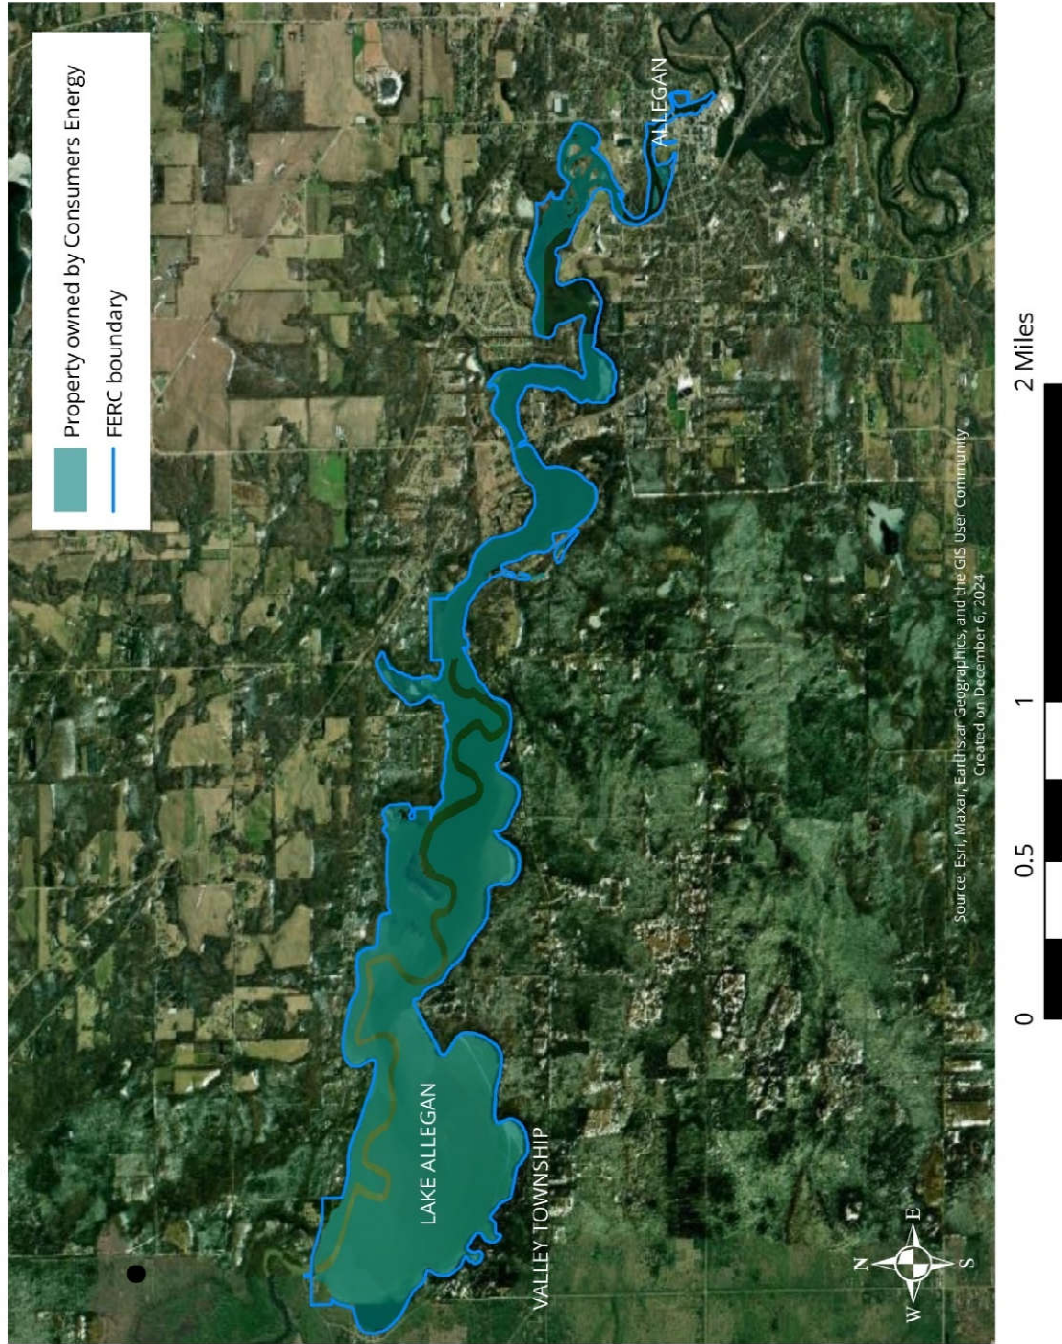 Property owned by Consumers Energy
FERC boundary
ALLEGAN
LAKE ALLEGAN
VALLEY TOWNSHIP
N
W
E
S
Source: Esri, Maxar, Earthstar Geographics, and the GIS User Community
Created on December 6, 2024
0 0.5 1 2 Miles